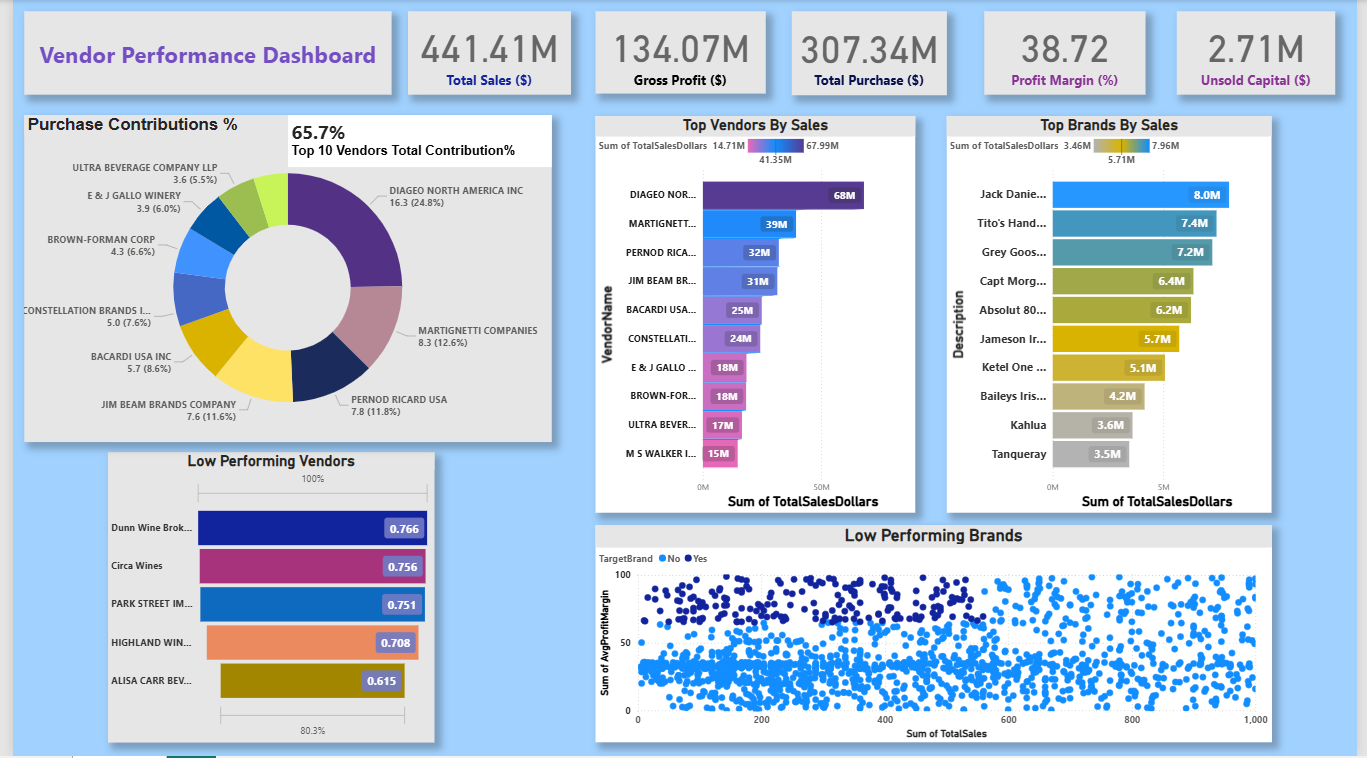 Vendor Performance Dashboard
441.41M
Total Sales ($)
134.07M
Gross Profit ($)
307.34M
Total Purchase ($)
38.72
Profit Margin (%)
2.71M
Unsold Capital ($)
Purchase Contributions %
65.7%
Top 10 Vendors Total Contribution%
DIAGEO NORTH AMERICA INC
16.3 (24.8%)
MARTIGNETTI COMPANIES
8.3 (12.6%)
PERNOD RICARD USA
7.8 (11.8%)
JIM BEAM BRANDS COMPANY
7.6 (11.6%)
BACARDI USA INC
5.7 (8.6%)
CONSTELLATION BRANDS I...
5.0 (7.6%)
BROWN-FORMAN CORP
4.3 (6.6%)
E & J GALLO WINERY
3.9 (6.0%)
ULTRA BEVERAGE COMPANY LLP
3.6 (5.5%)
Top Vendors By Sales
Sum of TotalSalesDollars 14.71M 67.99M
41.35M
VendorName
DIAGEO NOR... 68M
MARTIGNETT... 39M
PERNOD RICA... 32M
JIM BEAM BR... 31M
BACARDI USA... 25M
CONSTELLATI... 24M
E & J GALLO ... 18M
BROWN-FOR... 18M
ULTRA BEVER... 17M
M S WALKER I... 15M
0M 50M
Sum of TotalSalesDollars
Top Brands By Sales
Sum of TotalSalesDollars 3.46M 7.96M
5.71M
Description
Jack Danie... 8.0M
Tito's Hand... 7.4M
Grey Goos... 7.2M
Capt Morg... 6.4M
Absolut 80... 6.2M
Jameson Ir... 5.7M
Ketel One ... 5.1M
Baileys Iris... 4.2M
Kahlua 3.6M
Tanqueray 3.5M
0M 5M
Sum of TotalSalesDollars
Low Performing Vendors
100%
Dunn Wine Brok... 0.766
Circa Wines 0.756
PARK STREET IM... 0.751
HIGHLAND WIN... 0.708
ALISA CARR BEV... 0.615
80.3%
Low Performing Brands
TargetBrand No Yes
Sum of AvgProfitMargin
100
50
0
0 200 400 600 800 1,000
Sum of TotalSales